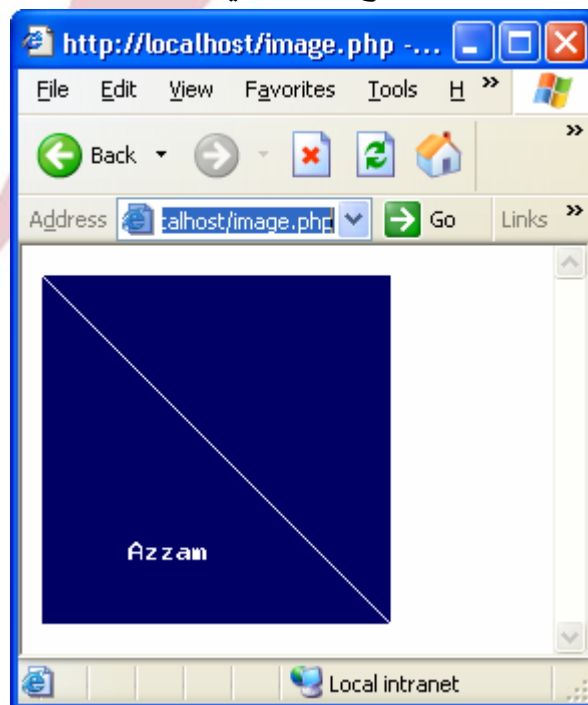 http://localhost/image.php -...
File Edit View Favorites Tools H »
Back »
Address calhost/image.php Go Links »
Azzam
Local intranet